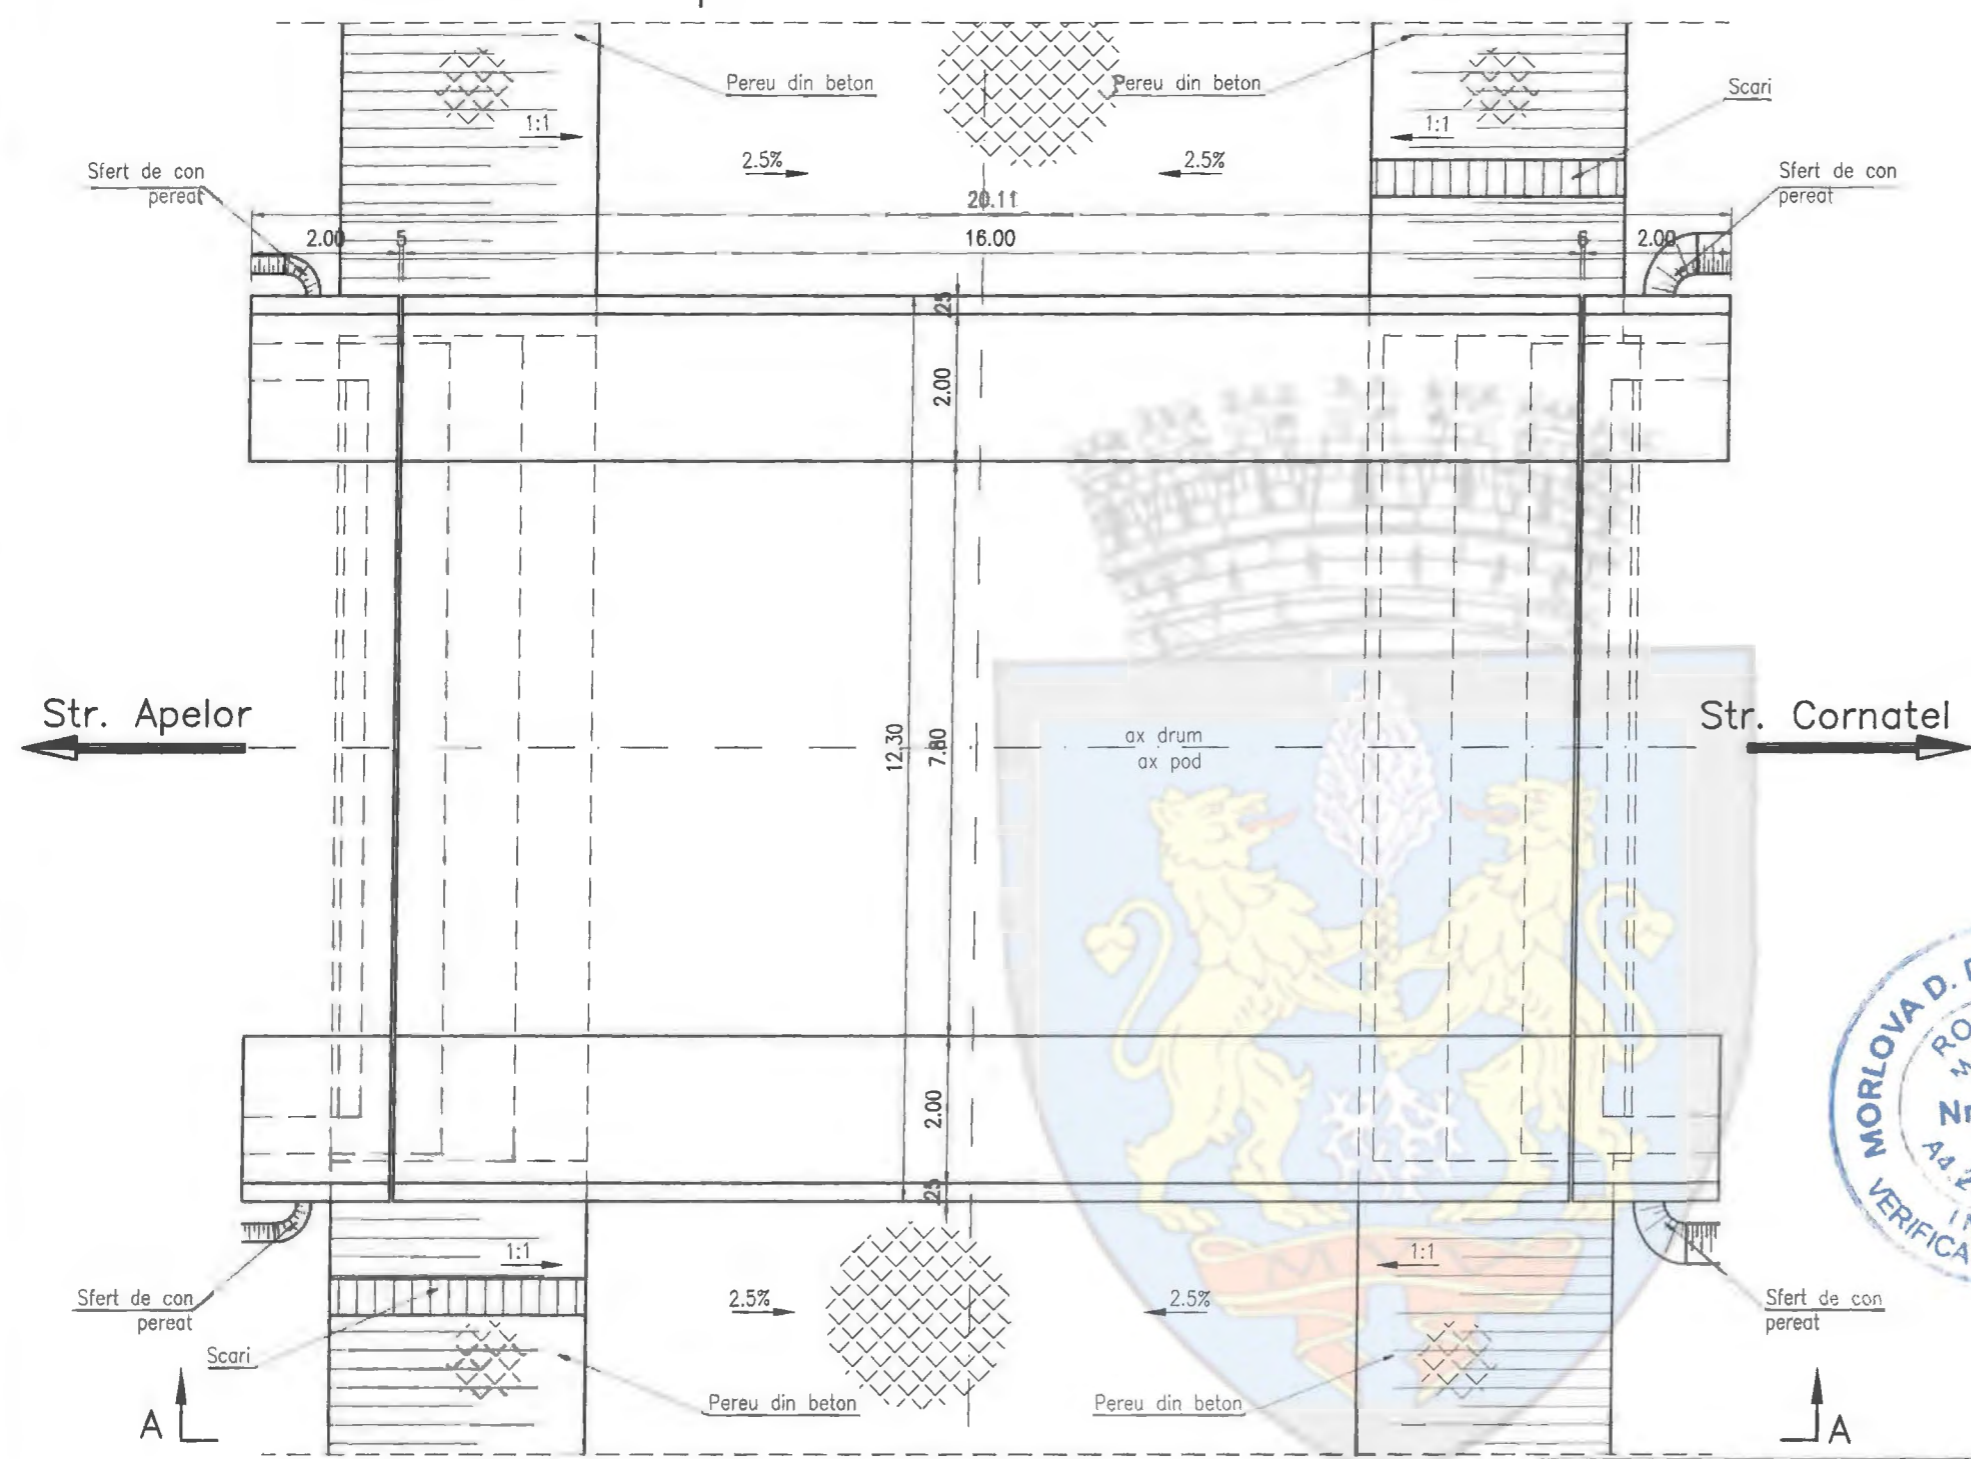 Pereu din beton
Pereu din beton
Scari
1:1
1:1
2.5%
2.5%
Sfert de con
pereat
Sfert de con
pereat
20.11
2.00
5
16.00
6
2.00
25
2.00
Str. Apelor
Str. Cornatel
12.30
7.80
ax drum
ax pod
2.00
25
MORLOVA D.
Nr
VERIFICA
1:1
1:1
2.5%
2.5%
Sfert de con
pereat
Sfert de con
pereat
Scari
Pereu din beton
Pereu din beton
A
A